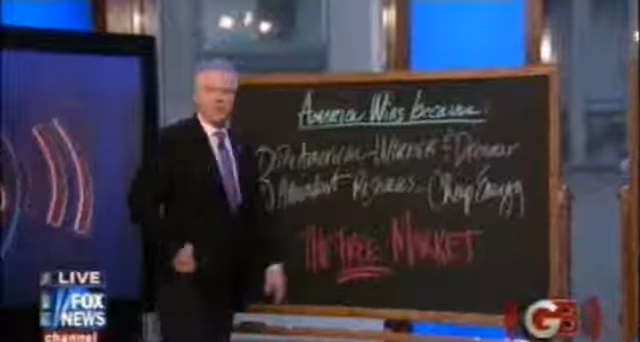 America Wins because:
1) The American Worker & Dreamer
2) Abundant Resources - Cheap Energy
The Free Market
LIVE
FOX
NEWS
channel
GB